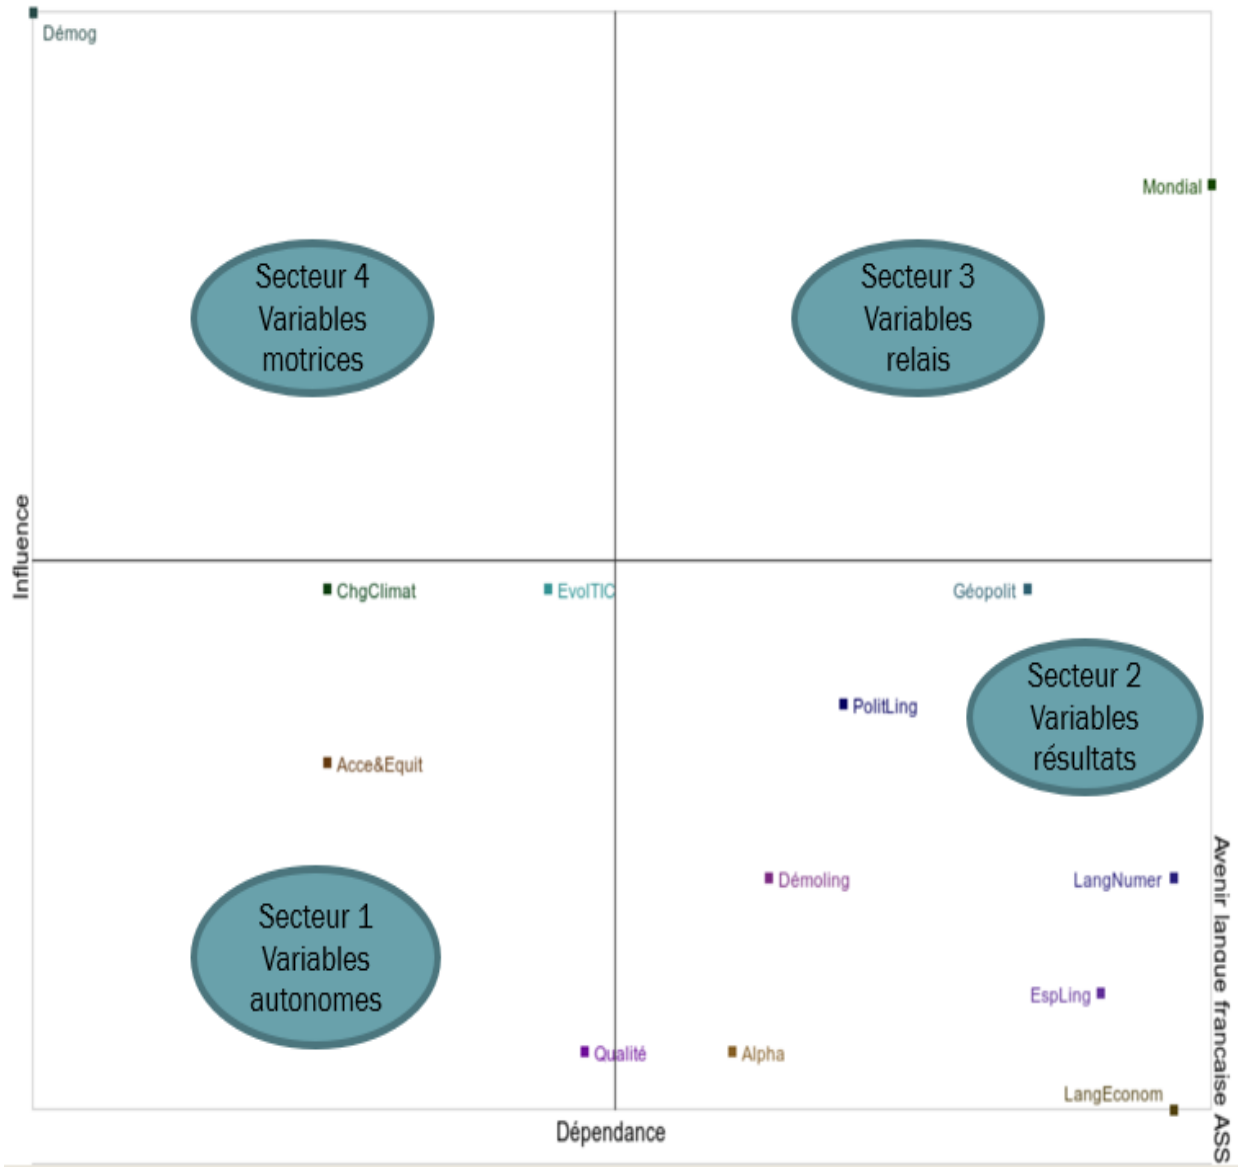 Démog
Mondial
Secteur 4
Variables
motrices
Secteur 3
Variables
relais
Influence
ChgClimat
EvolTIC
Géopolit
Secteur 2
Variables
résultats
PolitLing
Acce&Equit
Démoling
LangNumer
Secteur 1
Variables
autonomes
EspLing
Qualité
Alpha
LangEconom
Dépendance
Avenir langue francaise ASS